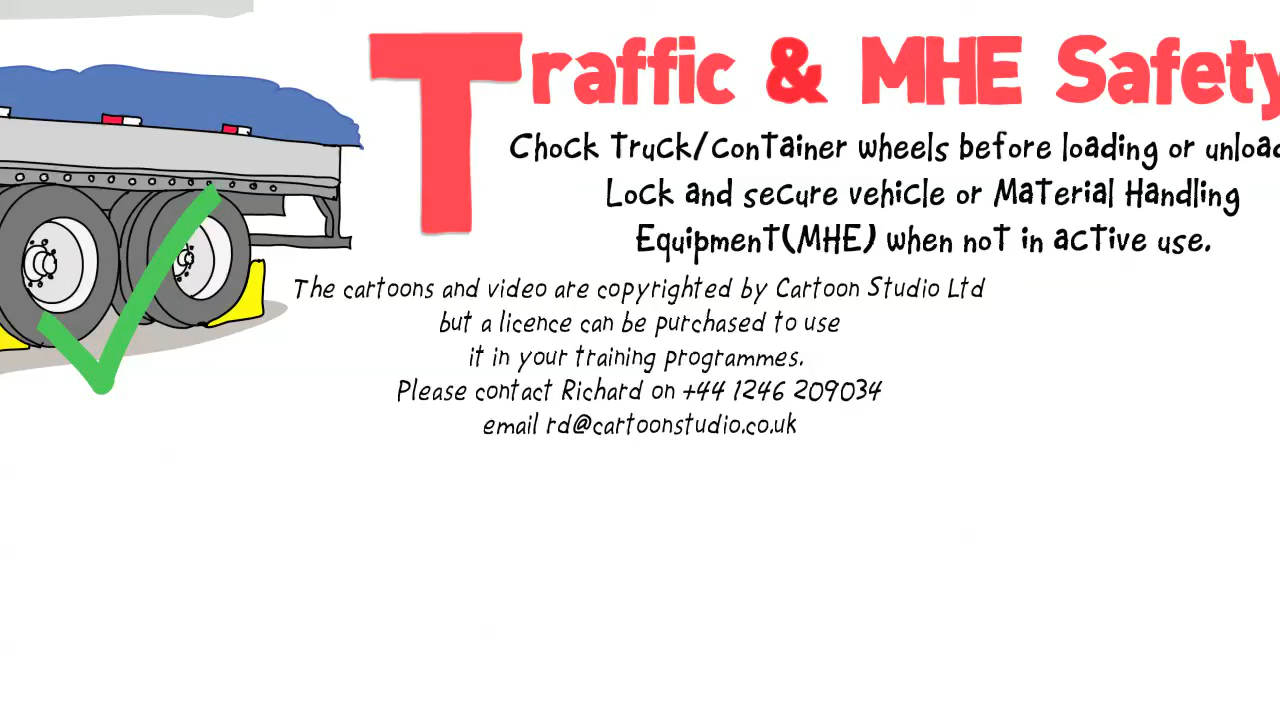 Traffic & MHE Safety
Chock Truck/container wheels before loading or
Lock and secure vehicle or Material Handling
Equipment(MHE) when not in active use.
The cartoons and video are copyrighted by Cartoon Studio Ltd
but a licence can be purchased to use
it in your training programmes.
Please contact Richard on +44 1246 209034
email rd@cartoonstudio.co.uk